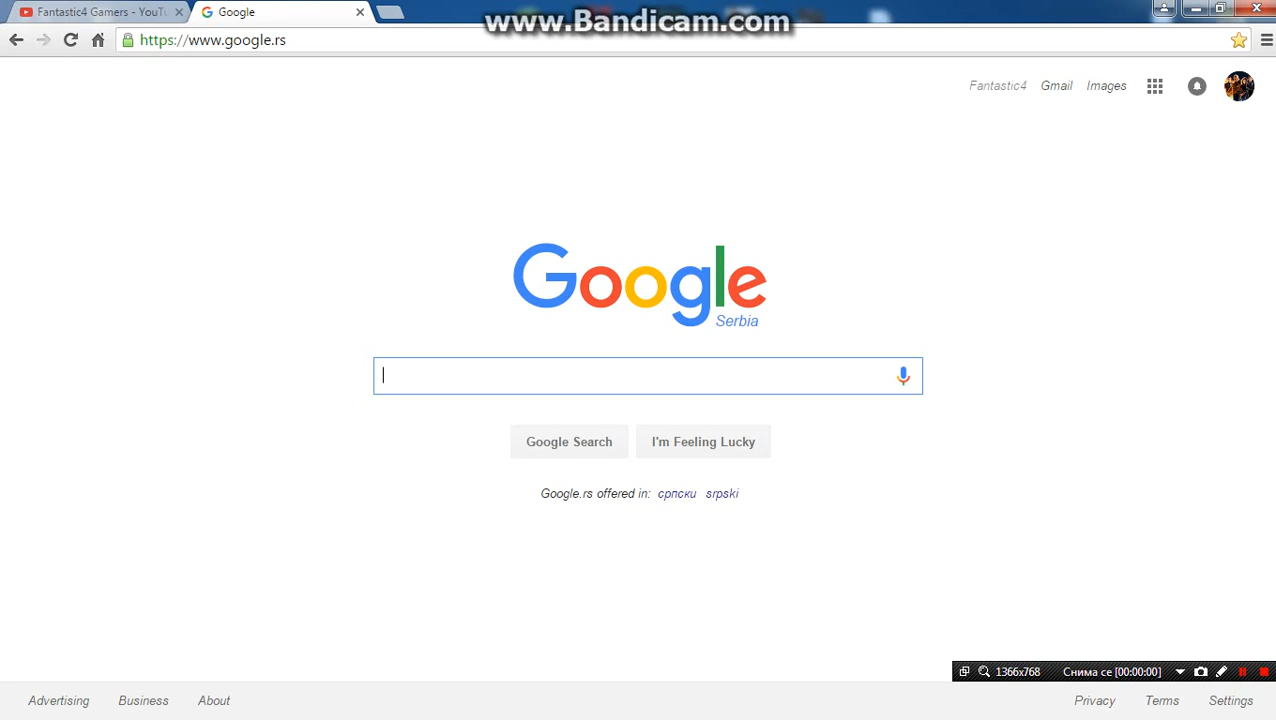 Fantastic4 Gamers - YouTu
Google
www.Bandicam.com
https://www.google.rs
Fantastic4 Gmail Images
Google
Serbia
Google Search I'm Feeling Lucky
Google.rs offered in: српски srpski
1366x768 Снима се [00:00:00]
Advertising Business About Privacy Terms Settings